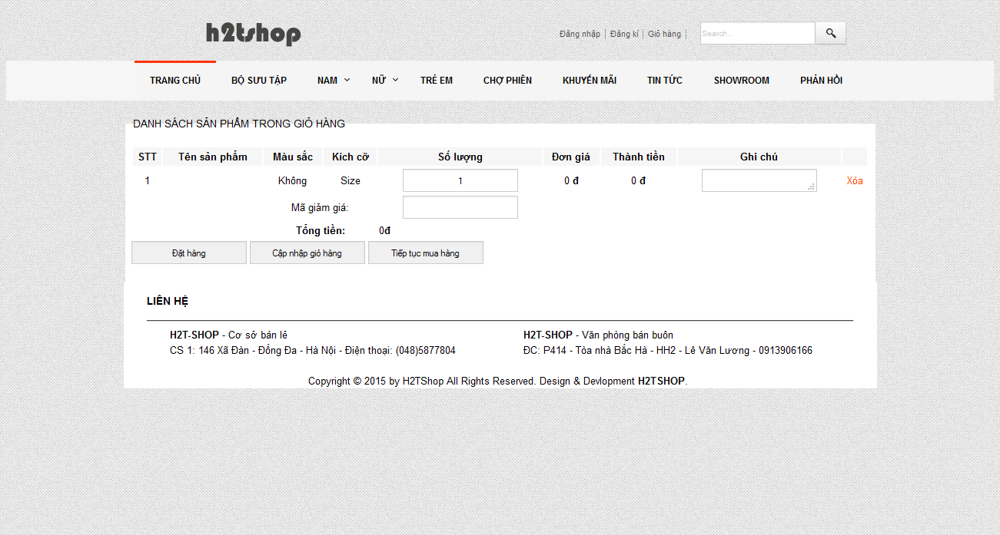 h2tshop
Đăng nhập | Đăng kí | Giỏ hàng |
Search...
TRANG CHỦ BỘ SƯU TẬP NAM NỮ TRẺ EM CHỢ PHIÊN KHUYẾN MÃI TIN TỨC SHOWROOM PHẢN HỒI
DANH SÁCH SẢN PHẨM TRONG GIỎ HÀNG
STT Tên sản phẩm Màu sắc Kích cỡ Số lượng Đơn giá Thành tiền Ghi chú
1 Không Size 1 0 đ 0 đ Xóa
Mã giảm giá:
Tổng tiền: 0đ
Đặt hàng Cập nhập giỏ hàng Tiếp tục mua hàng
LIÊN HỆ
H2T-SHOP - Cơ sở bán lẻ H2T-SHOP - Văn phòng bán buôn
CS 1: 146 Xã Đàn - Đống Đa - Hà Nội - Điện thoại: (048)5877804 ĐC: P414 - Tòa nhà Bắc Hà - HH2 - Lê Văn Lương - 0913906166
Copyright © 2015 by H2TShop All Rights Reserved. Design & Devlopment H2TSHOP.